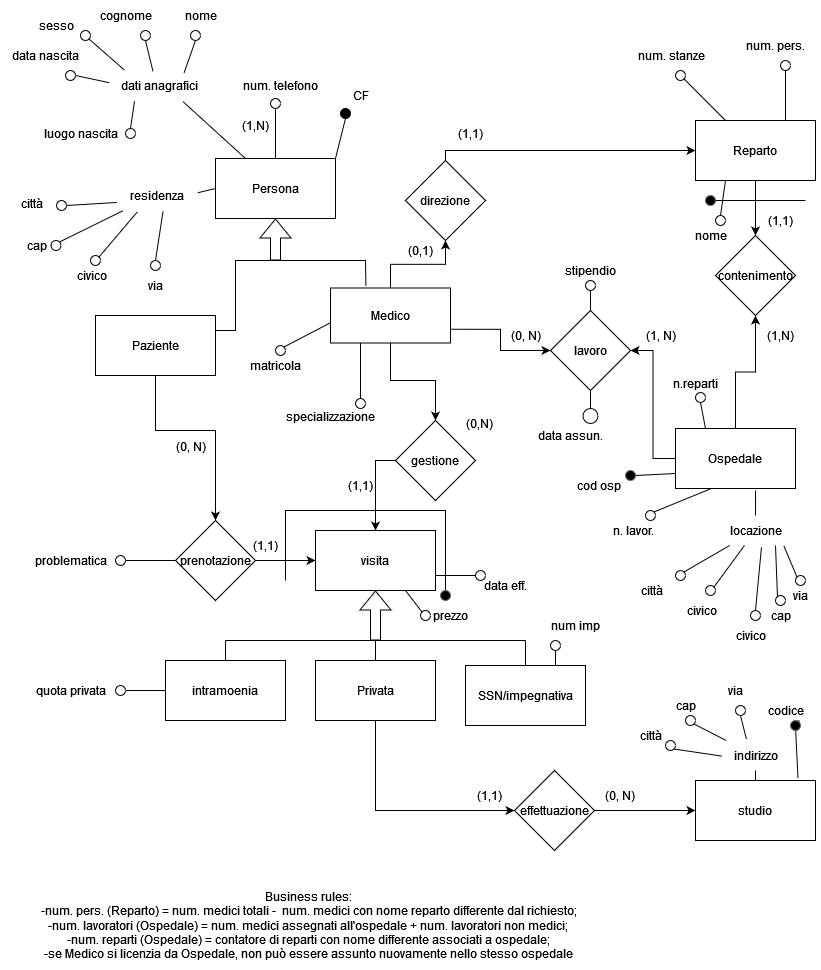 cognome
nome
sesso
data nascita
dati anagrafici
luogo nascita
num. telefono
CF
(1,N)
Persona
residenza
città
cap
civico
via
(1,1)
direzione
(0,1)
num. stanze
num. pers.
Reparto
nome
(1,1)
contenimento
(1,N)
Paziente
Medico
matricola
specializzazione
stipendio
(0, N)
lavoro
(1, N)
data assun.
n.reparti
Ospedale
cod osp
n. lavor.
locazione
città
civico
civico
cap
via
(0, N)
(0,N)
gestione
(1,1)
problematica
prenotazione
(1,1)
visita
data eff.
prezzo
num imp
quota privata
intramoenia
Privata
SSN/impegnativa
via
cap
codice
città
indirizzo
(1,1)
effettuazione
(0, N)
studio
Business rules:
-num. pers. (Reparto) = num. medici totali -  num. medici con nome reparto differente dal richiesto;
-num. lavoratori (Ospedale) = num. medici assegnati all'ospedale + num. lavoratori non medici;
-num. reparti (Ospedale) = contatore di reparti con nome differente associati a ospedale;
-se Medico si licenzia da Ospedale, non può essere assunto nuovamente nello stesso ospedale